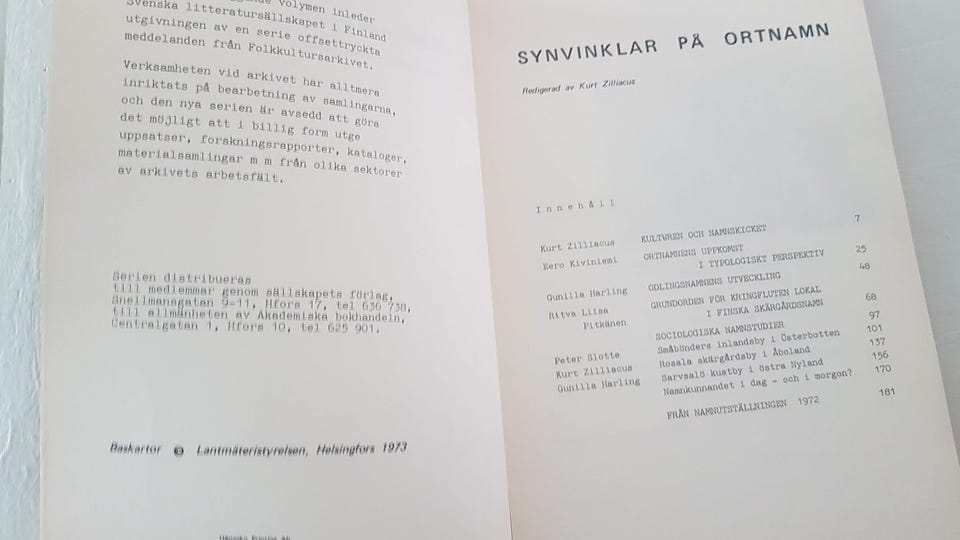 volymen inleder
Svenska litteratursällskapet i Finland
utgivningen av en serie offsettryckta
meddelanden från Folkkultursarkivet.
Verksamheten vid arkivet har alltmera
inriktats på bearbetning av samlingarna,
och den nya serien är avsedd att göra
det möjligt att i billig form utge
uppsatser, forskningsrapporter, kataloger,
materialsamlingar m m från olika sektorer
av arkivets arbetsfält.
Serien distribueras
till medlemmar genom sällskapets förlag,
Snellmansgatan 9-11, Hfors 17, tel 636 738,
till allmänheten av Akademiska bokhandeln,
Centralgatan 1, Hfors 10, tel 625 901.
Baskartor © Lantmäteristyrelsen, Helsingfors 1973
SYNVINKLAR PÅ ORTNAMN
Redigerad av Kurt Zilliacus
Innehåll
Kurt Zilliacus KULTUREN OCH NAMNSKICKET 7
Eero Kiviniemi ORTNAMNENS UPPKOMST
I TYPOLOGISKT PERSPEKTIV 25
Gunilla Harling ODLINGSNAMNENS UTVECKLING 48
Ritva Liisa GRUNDORDEN FÖR KRINGFLUTEN LOKAL
Pitkänen I FINSKA SKÄRGÅRDSNAMN 68
SOCIOLOGISKA NAMNSTUDIER 97
Peter Slotte Småbönders inlandsby i Österbotten 101
Kurt Zilliacus Rosala skärgårdsby i Åboland 137
Gunilla Harling Sarvsalö kustby i östra Nyland 156
Namnkunnandet i dag - och i morgon? 170
FRÅN NAMNUTSTÄLLNINGEN 1972 181